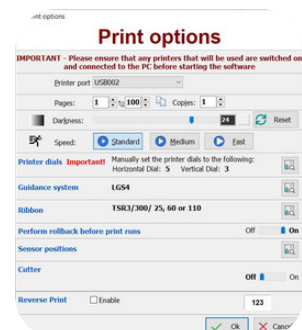 int options
Print options
IMPORTANT - Please ensure that any printers that will be used are switched on
and connected to the PC before starting the software
Printer port USB002
Pages: 1 to 100 Copies: 1
Darkness: 24 Reset
Speed: Standard Medium Fast
Printer dials Important! Manually set the printer dials to the following:
Horizontal Dial: 5 Vertical Dial: 3
Guidance system LGS4
Ribbon TSR3/300/ 25, 60 or 110
Perform rollback before print runs Off On
Sensor positions
Cutter
Off On
Reverse Print Enable 123
Ok Cancel